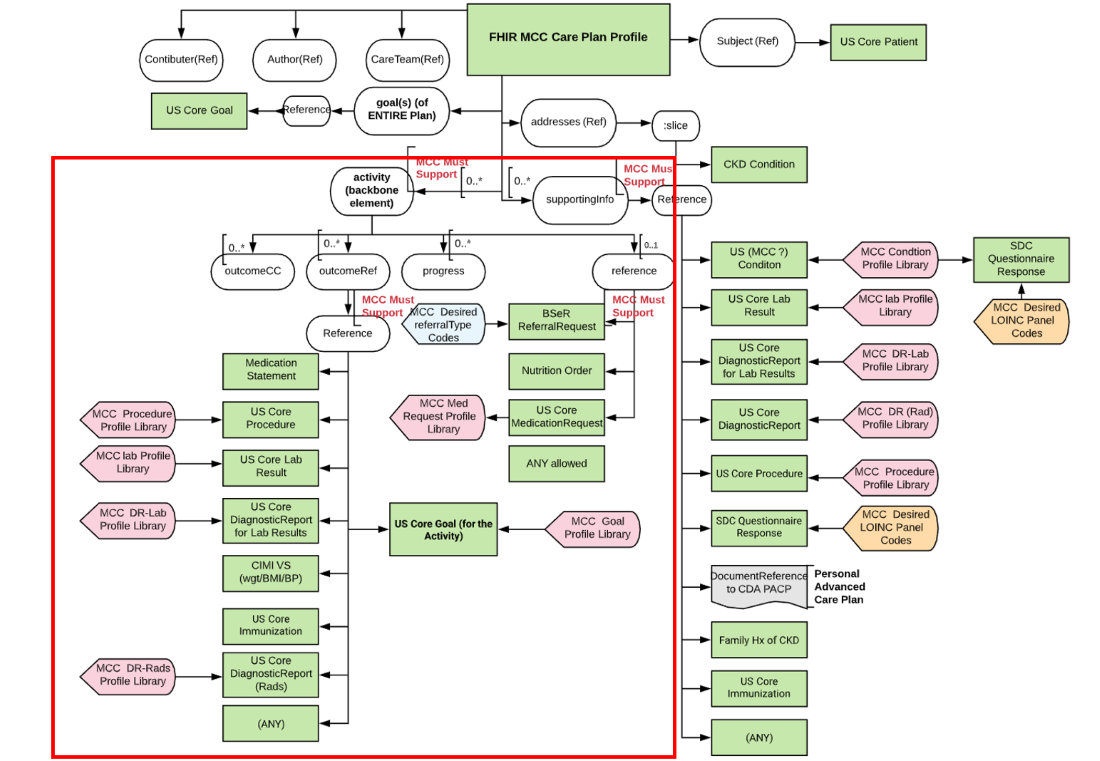 FHIR MCC Care Plan Profile
Contibuter(Ref)
Author(Ref)
CareTeam(Ref)
Subject (Ref)
US Core Patient
US Core Goal
Reference
goal(s) (of
ENTIRE Plan)
addresses (Ref)
:slice
CKD Condition
MCC Must
Support
activity
(backbone
element)
0..*
0..*
supportingInfo
MCC Must
Support
Reference
0..*
0..*
0..*
0..1
outcomeCC
outcomeRef
progress
reference
US (MCC ?)
Conditon
MCC Condtion
Profile Library
SDC
Questionnaire
Response
MCC Must
Support
Reference
MCC Desired
referralType
Codes
BSeR
ReferralRequest
MCC Must
Support
US Core Lab
Result
MCC lab Profile
Library
MCC Desired
LOINC Panel
Codes
Medication
Statement
Nutrition Order
US Core
DiagnosticReport
for Lab Results
MCC DR-Lab
Profile Library
MCC Procedure
Profile Library
US Core
Procedure
MCC Med
Request Profile
Library
US Core
MedicationRequest
US Core
DiagnosticReport
MCC DR (Rad)
Profile Library
MCC lab Profile
Library
US Core Lab
Result
ANY allowed
US Core Procedure
MCC Procedure
Profile Library
MCC DR-Lab
Profile Library
US Core
DiagnosticReport
for Lab Results
US Core Goal (for the
Activity)
MCC Goal
Profile Library
SDC Questionnaire
Response
MCC Desired
LOINC Panel
Codes
CIMI VS
(wgt/BMI/BP)
DocumentReference
to CDA PACP
Personal
Advanced
Care Plan
US Core
Immunization
Family Hx of CKD
MCC DR-Rads
Profile Library
US Core
DiagnosticReport
(Rads)
US Core
Immunization
(ANY)
(ANY)